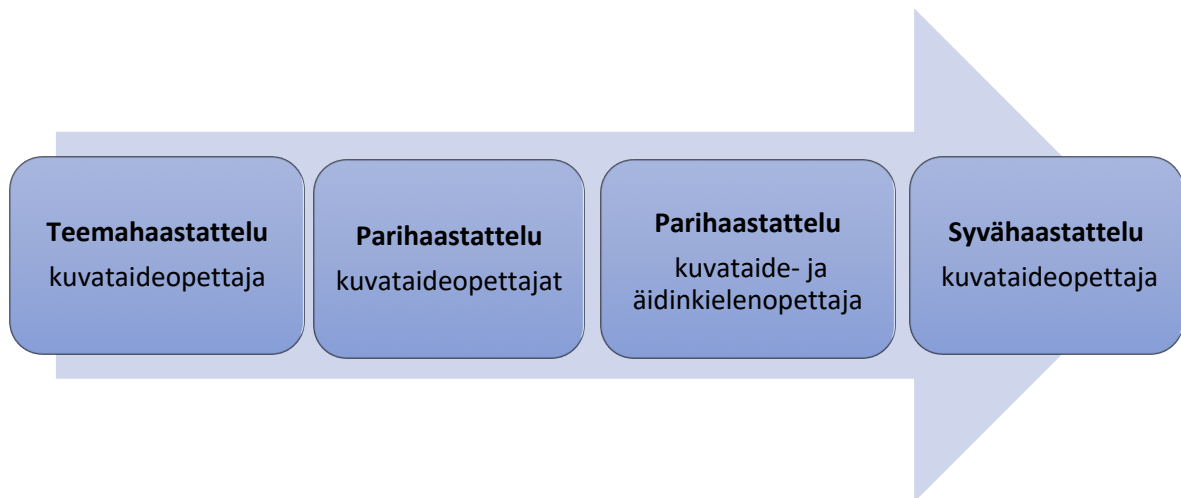 Teemahaastattelu
kuvataideopettaja
Parihaastattelu
kuvataideopettajat
Parihaastattelu
kuvataide- ja
äidinkielenopettaja
Syvähaastattelu
kuvataideopettaja